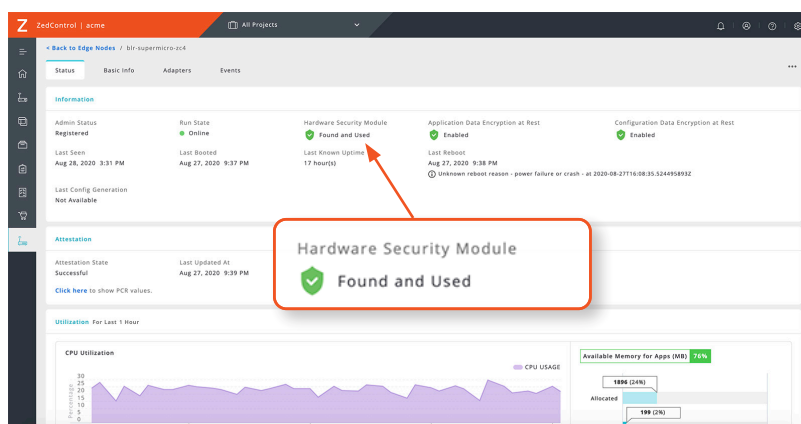 Z ZedControl | acme All Projects
< Back to Edge Nodes / blr-supermicro-zc4
Status Basic Info Adapters Events
Information
Admin Status Run State Hardware Security Module Application Data Encryption at Rest Configuration Data Encryption at Rest
Registered Online Found and Used Enabled Enabled
Last Seen Last Booted Last Known Uptime Last Reboot
Aug 28, 2020 3:31 PM Aug 27, 2020 9:37 PM 17 hour(s) Aug 27, 2020 9:38 PM
Unknown reboot reason - power failure or crash - at 2020-08-27T16:08:35.524495893Z
Last Config Generation
Not Available
Attestation
Attestation State Last Updated At
Successful Aug 27, 2020 9:39 PM
Click here to show PCR values.
Hardware Security Module
Found and Used
Utilization For Last 1 Hour
CPU Utilization
CPU USAGE
Percentage
30
25
20
15
10
5
0
Available Memory for Apps (MB) 76%
1896 (24%)
Allocated
199 (2%)